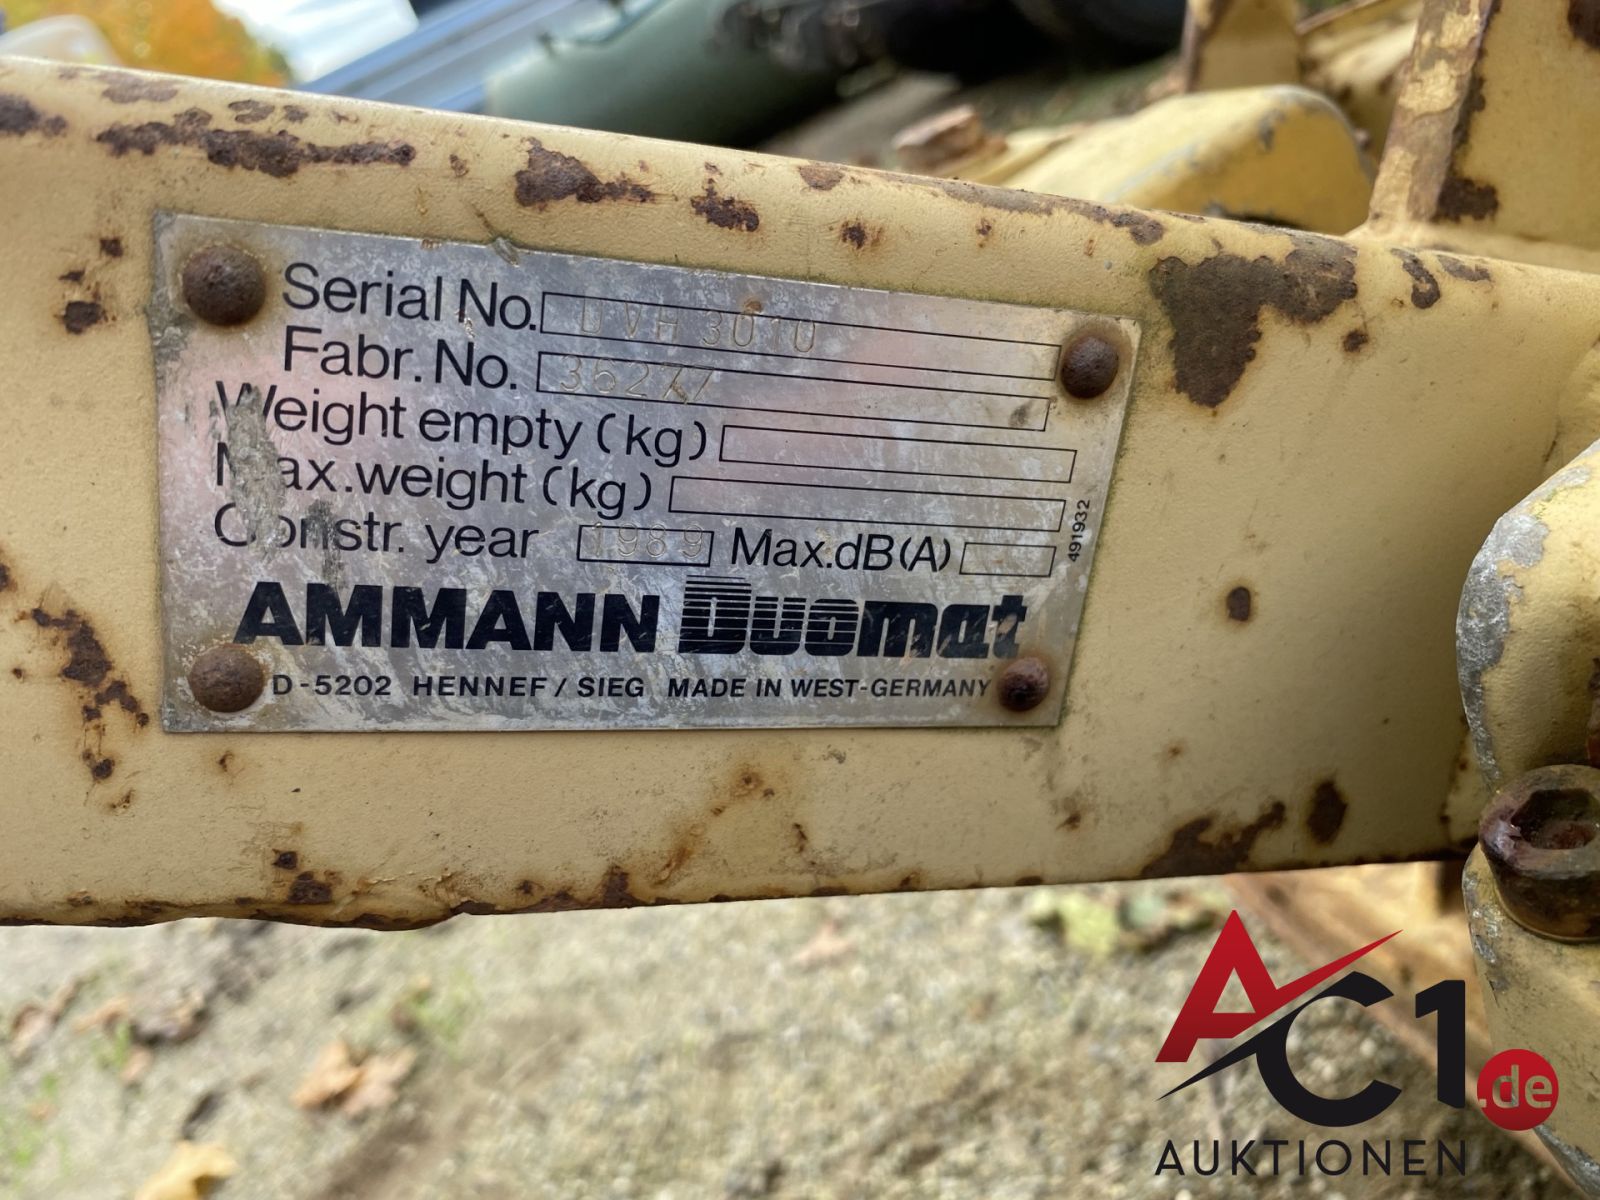 Serial No. DVH 3010
Fabr. No. 36277
Weight empty (kg)
Max. weight (kg)
Constr. year 1989 Max. dB(A)
491932
AMMANN Duomat
D-5202 HENNEF / SIEG MADE IN WEST-GERMANY
AC1.de
AUKTIONEN